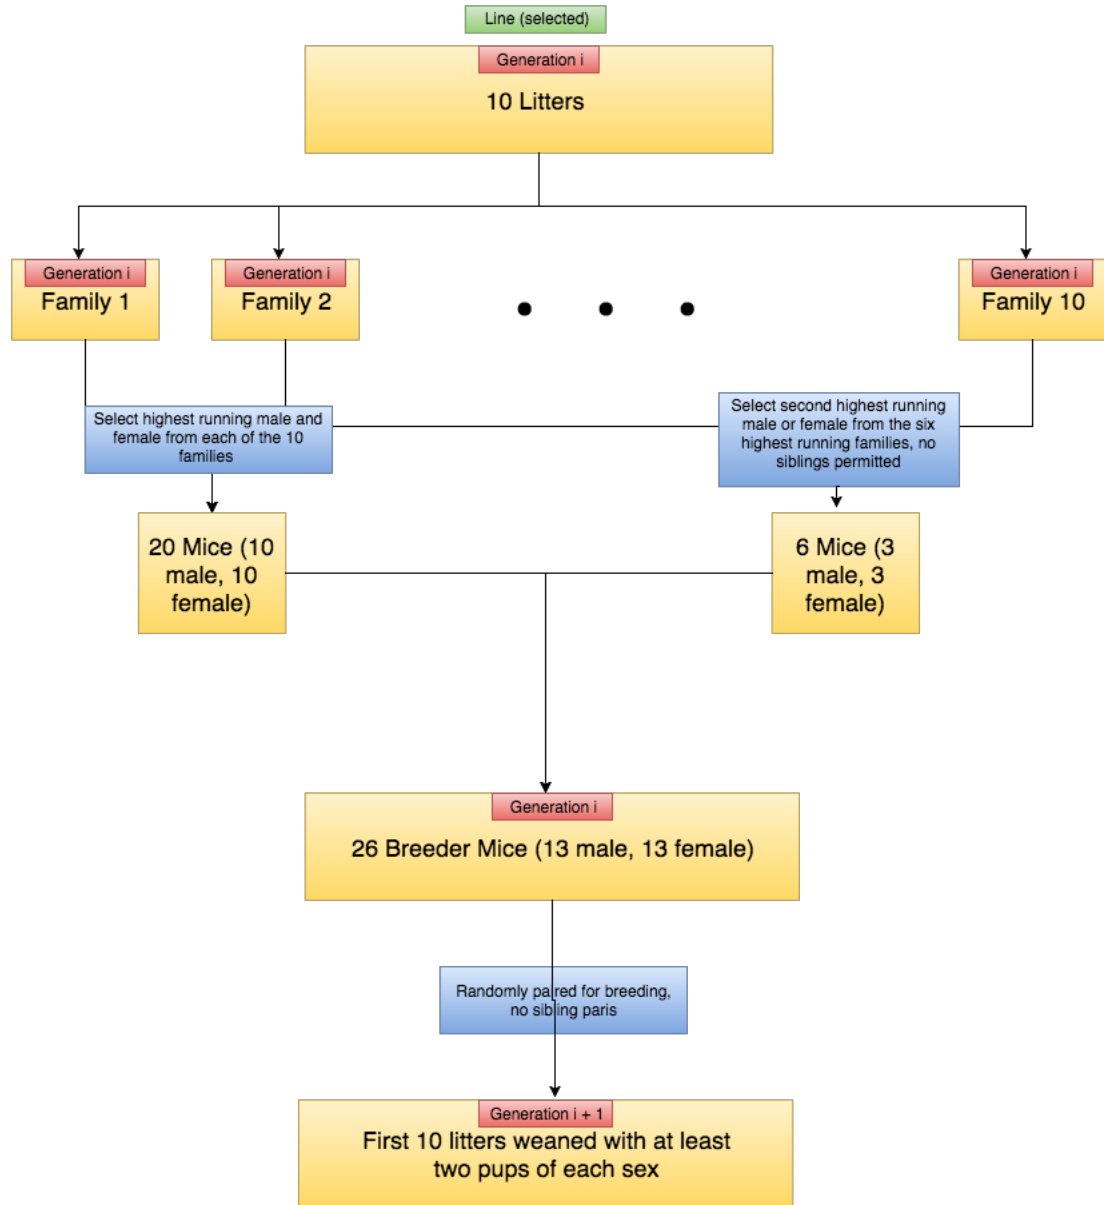 Line (selected)
Generation i
10 Litters
Generation i
Family 1
Generation i
Family 2
Generation i
Family 10
Select highest running male and
female from each of the 10
families
Select second highest running
male or female from the six
highest running families, no
siblings permitted
20 Mice (10
male, 10
female)
6 Mice (3
male, 3
female)
Generation i
26 Breeder Mice (13 male, 13 female)
Randomly paired for breeding,
no sibling paris
Generation i + 1
First 10 litters weaned with at least
two pups of each sex